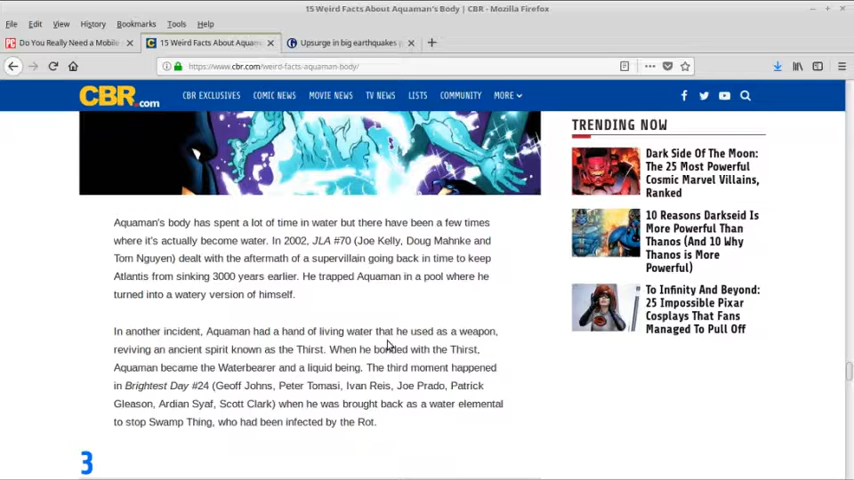 15 Weird Facts About Aquaman's Body | CBR - Mozilla Firefox
File Edit View History Bookmarks Tools Help
Do You Really Need a Mobile
15 Weird Facts About Aquam
Upsurge in big earthquakes p
https://www.cbr.com/weird-facts-aquaman-body/
CBR.com
CBR EXCLUSIVES COMIC NEWS MOVIE NEWS TV NEWS LISTS COMMUNITY MORE
Aquaman's body has spent a lot of time in water but there have been a few times
where it's actually become water. In 2002, JLA #70 (Joe Kelly, Doug Mahnke and
Tom Nguyen) dealt with the aftermath of a supervillain going back in time to keep
Atlantis from sinking 3000 years earlier. He trapped Aquaman in a pool where he
turned into a watery version of himself.
In another incident, Aquaman had a hand of living water that he used as a weapon,
reviving an ancient spirit known as the Thirst. When he bonded with the Thirst,
Aquaman became the Waterbearer and a liquid being. The third moment happened
in Brightest Day #24 (Geoff Johns, Peter Tomasi, Ivan Reis, Joe Prado, Patrick
Gleason, Ardian Syaf, Scott Clark) when he was brought back as a water elemental
to stop Swamp Thing, who had been infected by the Rot.
3
TRENDING NOW
Dark Side Of The Moon:
The 25 Most Powerful
Cosmic Marvel Villains,
Ranked
10 Reasons Darkseid Is
More Powerful Than
Thanos (And 10 Why
Thanos is More
Powerful)
To Infinity And Beyond:
25 Impossible Pixar
Cosplays That Fans
Managed To Pull Off